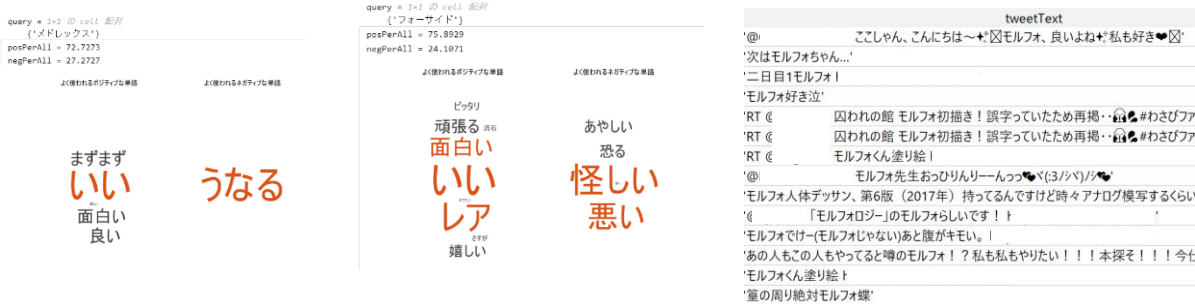 query = 1×1 の cell 配列
{'メドレックス'}
posPerAll = 72.7273
negPerAll = 27.2727
よく使われるポジティブな単語
よく使われるネガティブな単語
まずまず
いい
面白い
良い
うなる
query = 1×1 の cell 配列
{'フォーサイド'}
posPerAll = 75.8929
negPerAll = 24.1071
よく使われるポジティブな単語
よく使われるネガティブな単語
ピッタリ
頑張る 流石
面白い
いい
レア
さすが
嬉しい
あやしい
恐る
怪しい
悪い
tweetText
'@ ここしゃん、こんにちは〜✨モルフォ、良いよね✨私も好き❤
'次はモルフォちゃん...'
'二日目1モルフォ
'モルフォ好き泣'
'RT @ 囚われの館 モルフォ初描き！誤字っていたため再掲‥ #わさびファ
'RT @ 囚われの館 モルフォ初描き！誤字っていたため再掲‥ #わさびファ
'RT @ モルフォくん塗り絵
'@ モルフォ先生おっひりんりーーんっっ
'モルフォ人体デッサン、第6版（2017年）持ってるんですけど時々アナログ模写するくらい
'@ 「モルフォロジー」のモルフォらしいです！ '
'モルフォでけー(モルフォじゃない)あと腹がキモい。
'あの人もこの人もやってると噂のモルフォ！？私も私もやりたい！！！本探そ！！！今仕
'モルフォくん塗り絵
'篁の周り絶対モルフォ蝶'